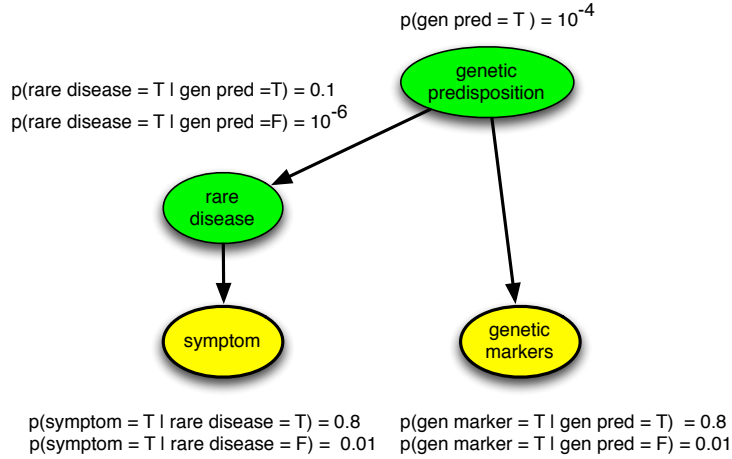 p(gen pred = T ) = 10^-4
genetic
predisposition
p(rare disease = T | gen pred =T) = 0.1
p(rare disease = T | gen pred =F) = 10^-6
rare
disease
symptom
genetic
markers
p(symptom = T | rare disease = T) = 0.8
p(symptom = T | rare disease = F) =  0.01
p(gen marker = T | gen pred = T)  = 0.8
p(gen marker = T | gen pred = F) = 0.01